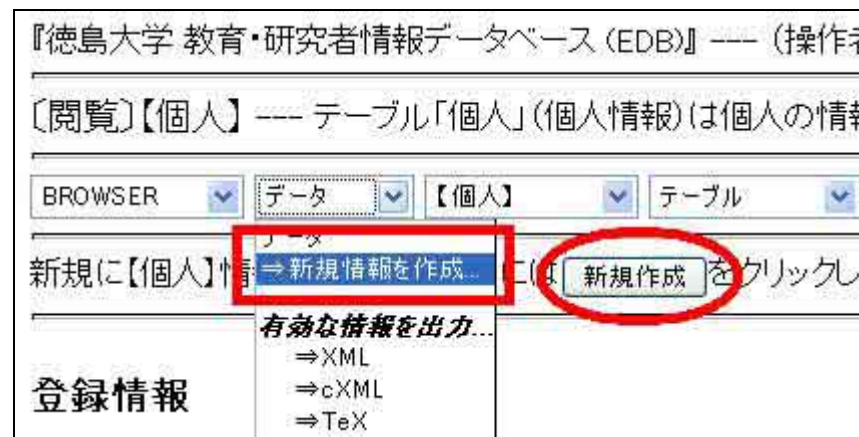 『徳島大学 教育・研究者情報データベース (EDB)』 --- (操作
〔閲覧〕【個人】 --- テーブル「個人」(個人情報)は個人の情
BROWSER データ 【個人】 テーブル
データ
新規に【個人】情 ⇒新規情報を作成... には 新規作成 をクリックし
有効な情報を出力...
⇒XML
登録情報 ⇒cXML
⇒TeX